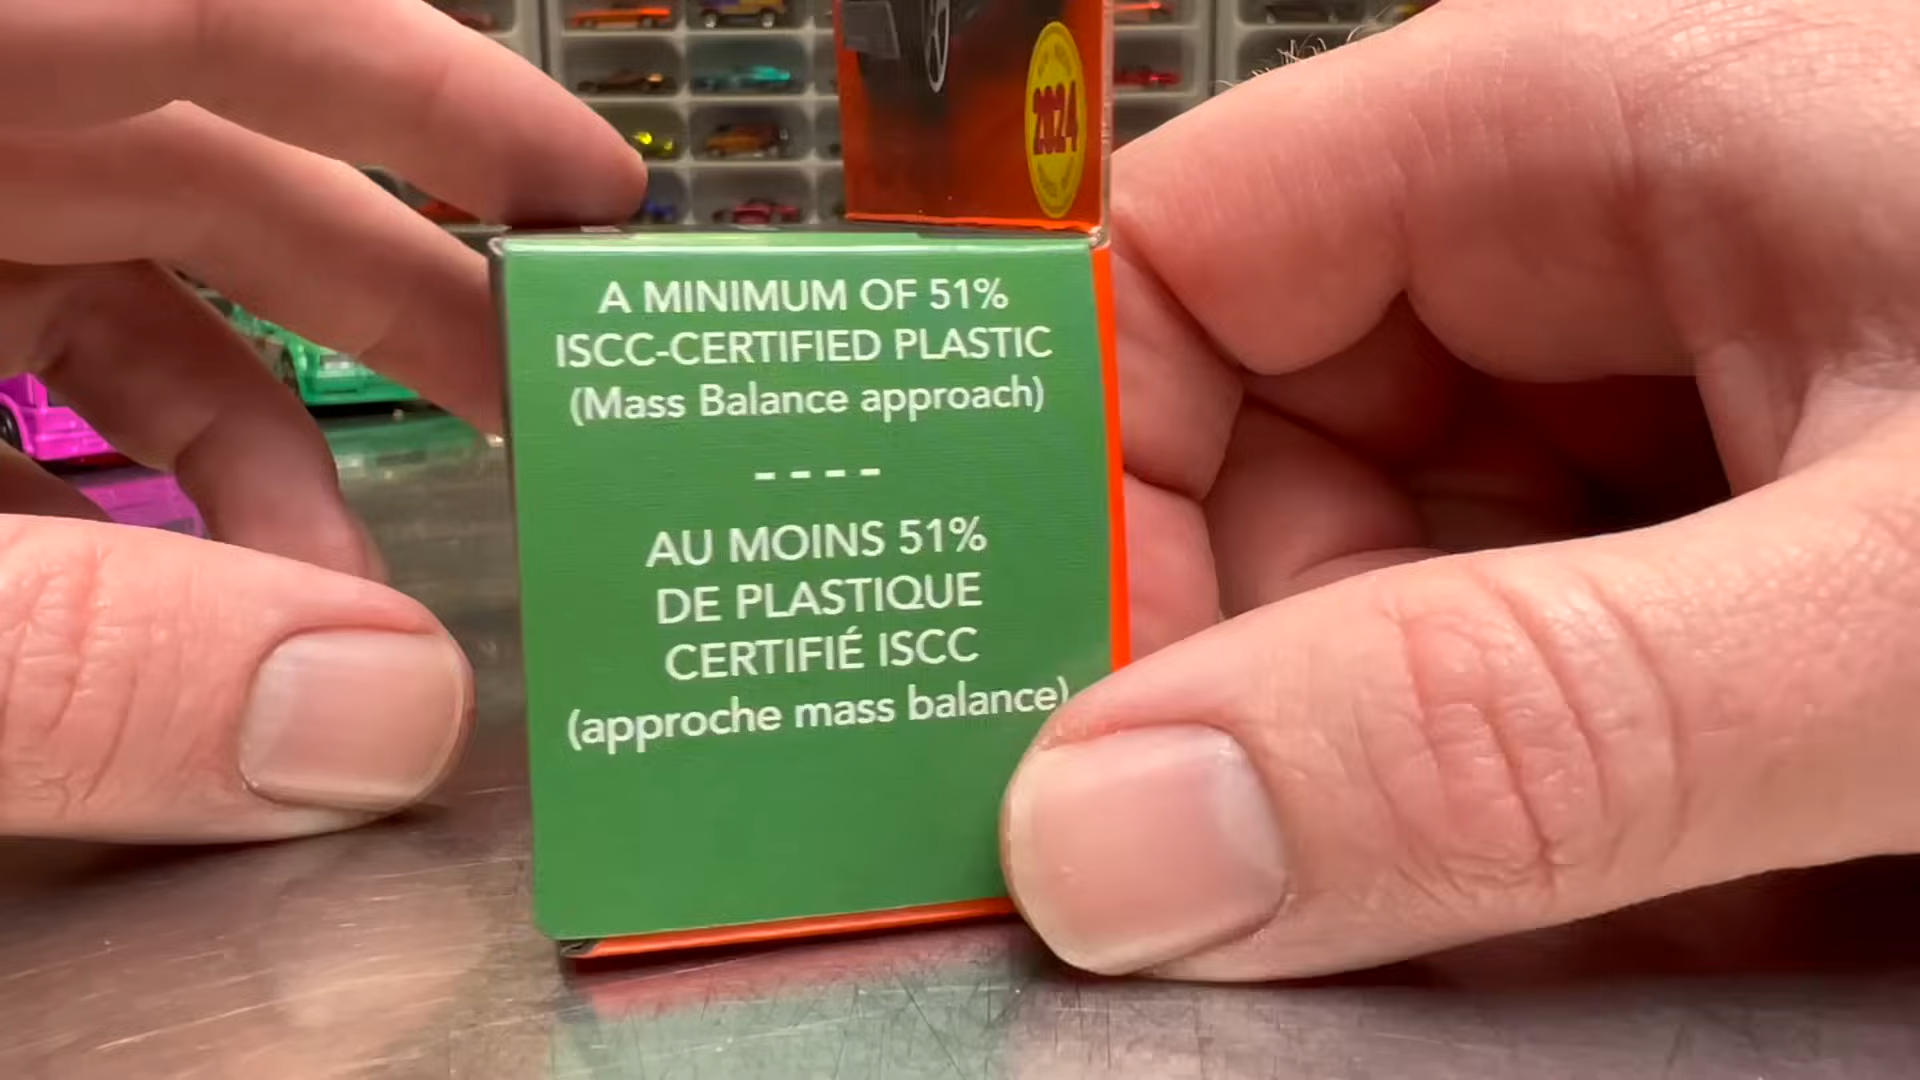 2024
A MINIMUM OF 51%
ISCC-CERTIFIED PLASTIC
(Mass Balance approach)
- - - -
AU MOINS 51%
DE PLASTIQUE
CERTIFIÉ ISCC
(approche mass balance)